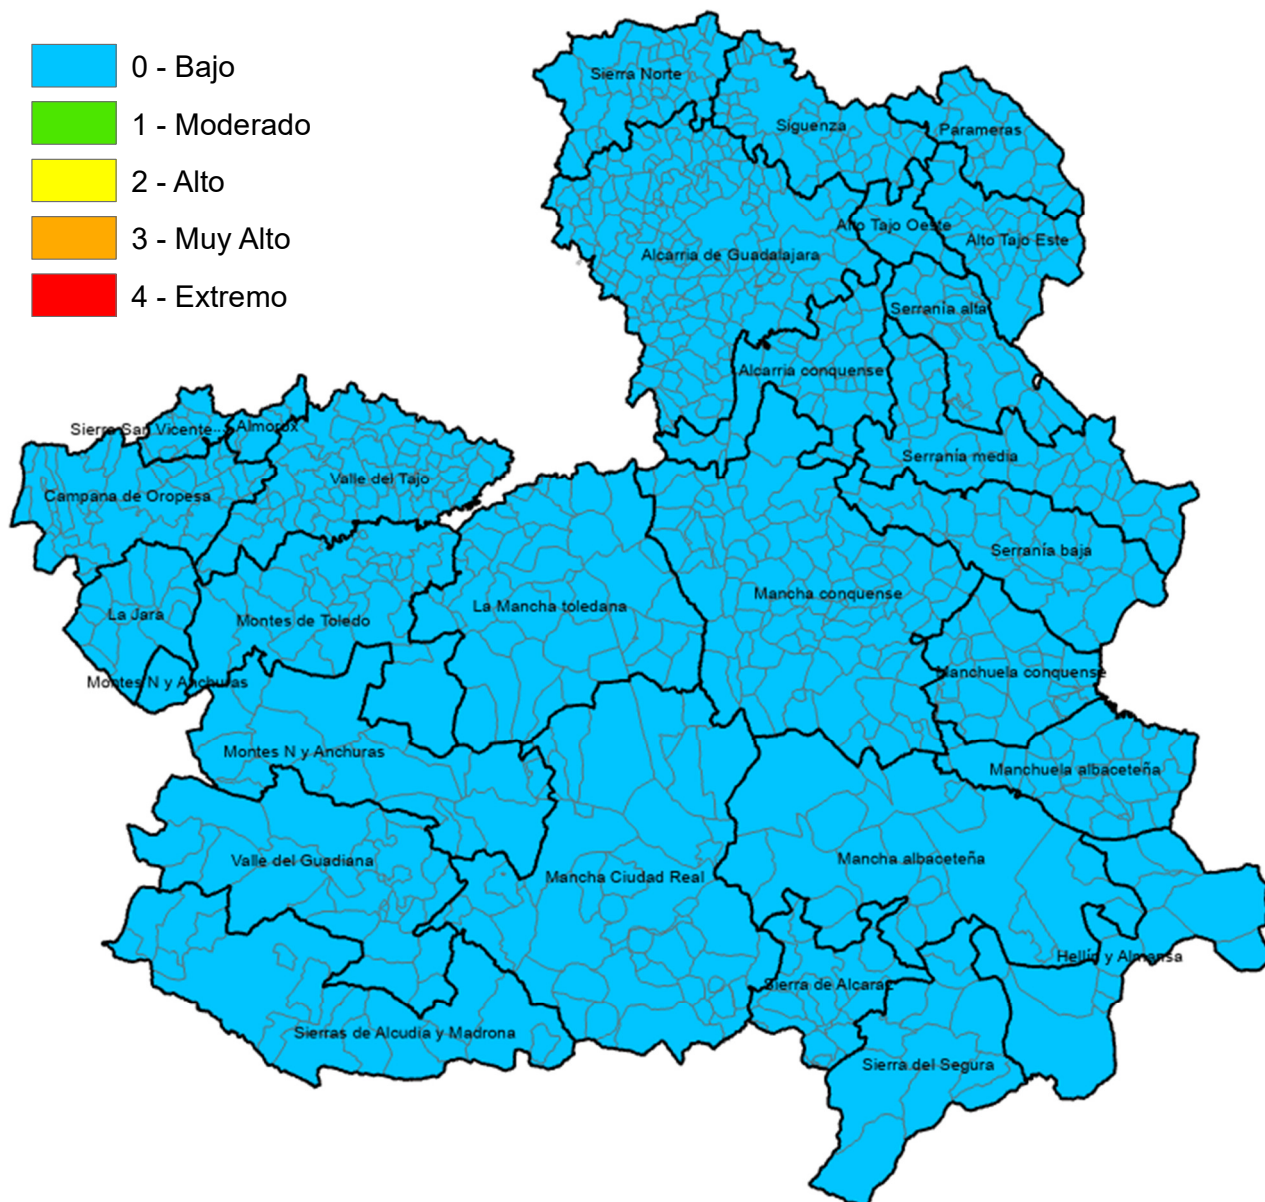 0 - Bajo
1 - Moderado
2 - Alto
3 - Muy Alto
4 - Extremo
Sierra Norte
Sigüenza
Parameras
Alto Tajo Oeste
Alto Tajo Este
Alcarria de Guadalajara
Serranía alta
Alcarria conquense
Sierra San Vicente
Almorox
Serranía media
Valle del Tajo
Campana de Oropesa
Serranía baja
Mancha conquense
La Mancha toledana
La Jara
Montes de Toledo
Manchuela conquense
Montes N y Anchuras
Montes N y Anchuras
Manchuela albaceteña
Mancha albaceteña
Valle del Guadiana
Mancha Ciudad Real
Hellín y Almansa
Sierra de Alcaraz
Sierras de Alcudia y Madrona
Sierra del Segura